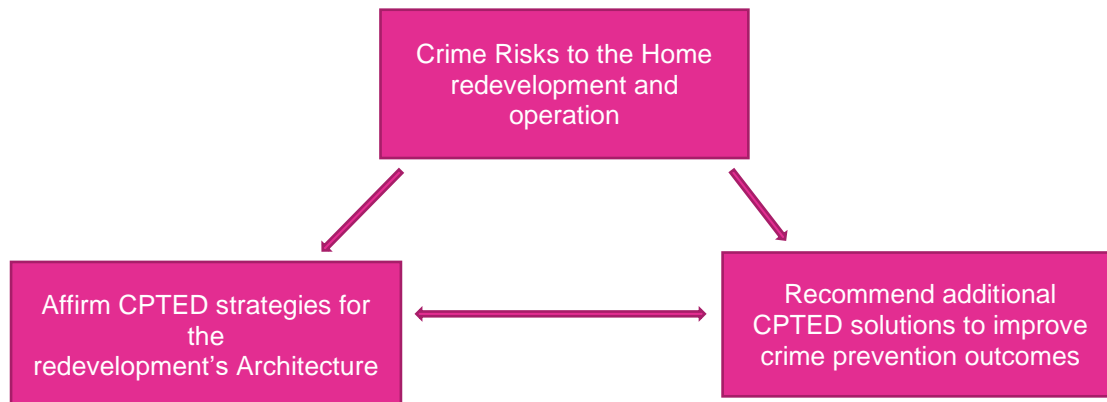 Crime Risks to the Home
redevelopment and
operation
Affirm CPTED strategies for
the
redevelopment's Architecture
Recommend additional
CPTED solutions to improve
crime prevention outcomes